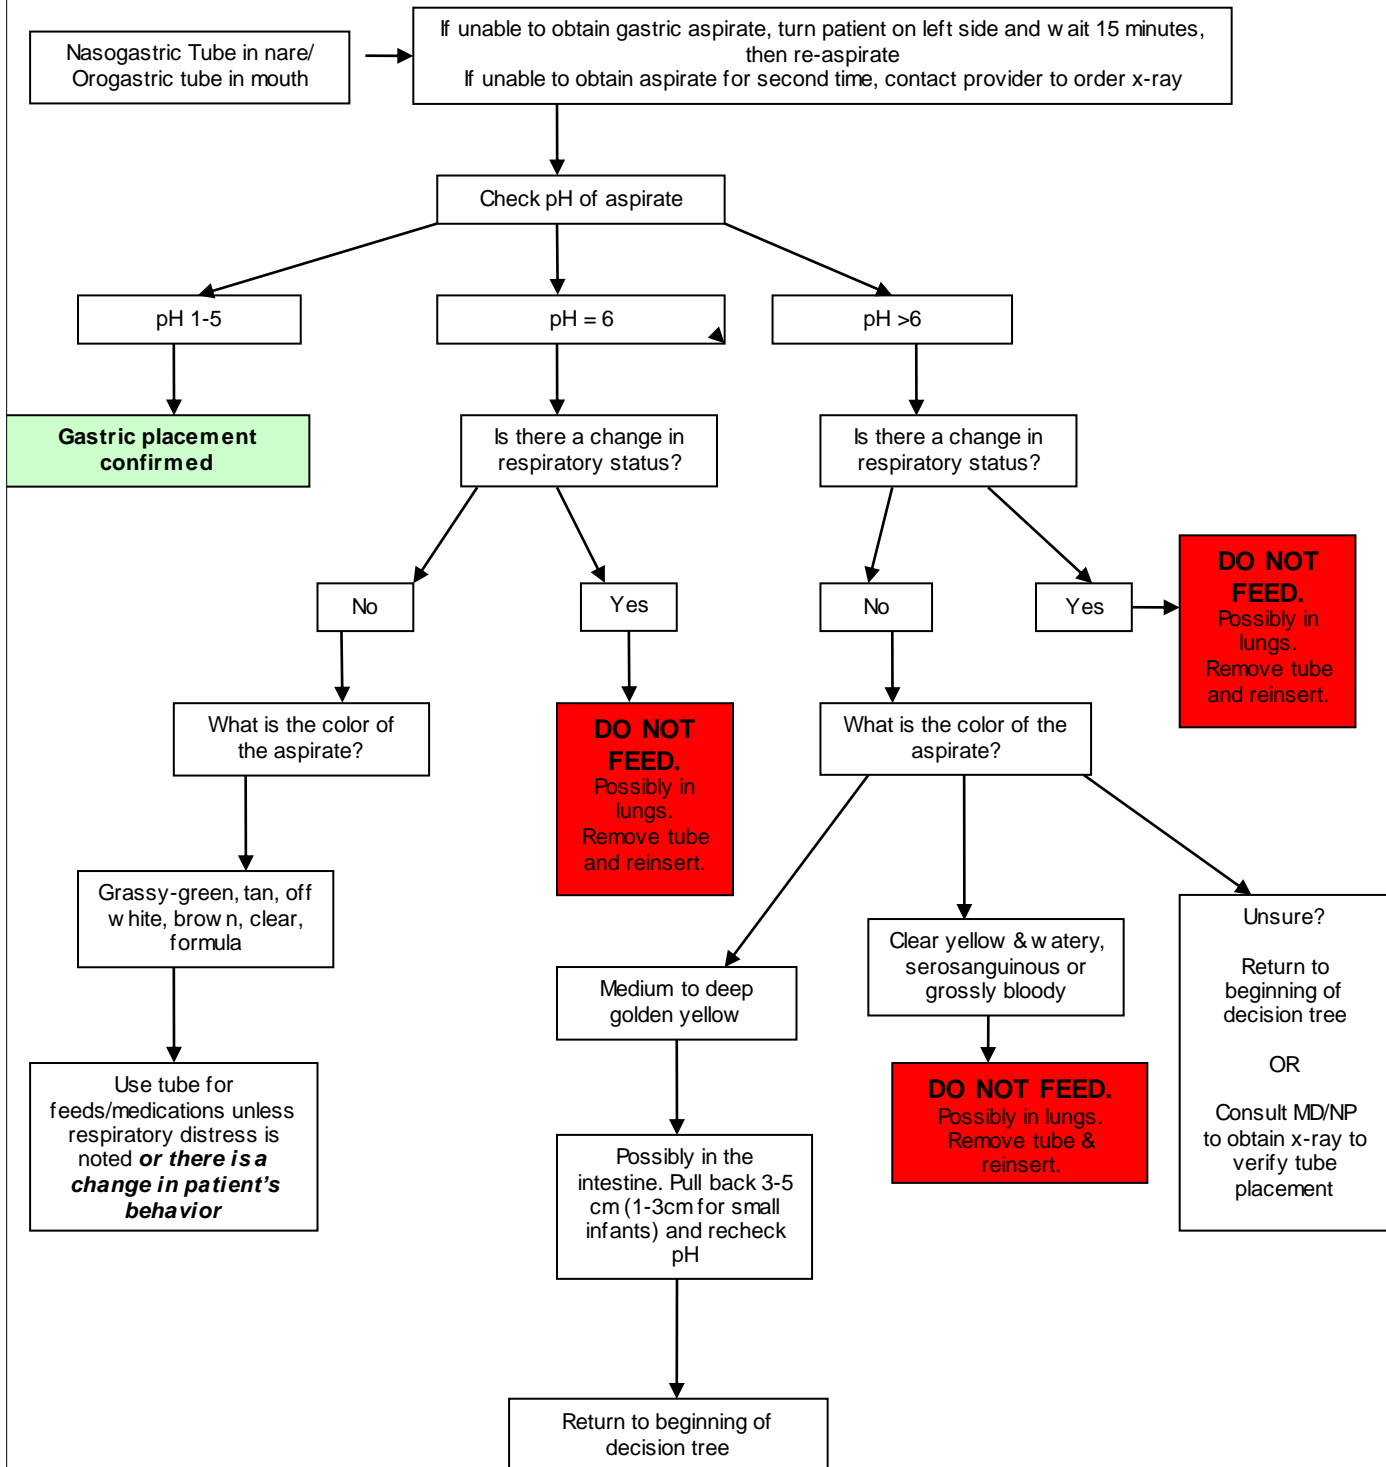 Nasogastric Tube in nare/
Orogastric tube in mouth
If unable to obtain gastric aspirate, turn patient on left side and wait 15 minutes,
then re-aspirate
If unable to obtain aspirate for second time, contact provider to order x-ray
Check pH of aspirate
pH 1-5
pH = 6
pH >6
Gastric placement
confirmed
Is there a change in
respiratory status?
Is there a change in
respiratory status?
No
Yes
No
Yes
DO NOT
FEED.
Possibly in
lungs.
Remove tube
and reinsert.
What is the color of
the aspirate?
DO NOT
FEED.
Possibly in
lungs.
Remove tube
and reinsert.
What is the color of the
aspirate?
Grassy-green, tan, off
white, brown, clear,
formula
Medium to deep
golden yellow
Clear yellow & watery,
serosanguinous or
grossly bloody
Unsure?
Return to
beginning of
decision tree
OR
Consult MD/NP
to obtain x-ray to
verify tube
placement
Use tube for
feeds/medications unless
respiratory distress is
noted or there is a
change in patient's
behavior
DO NOT FEED.
Possibly in lungs.
Remove tube &
reinsert.
Possibly in the
intestine. Pull back 3-5
cm (1-3cm for small
infants) and recheck
pH
Return to beginning of
decision tree